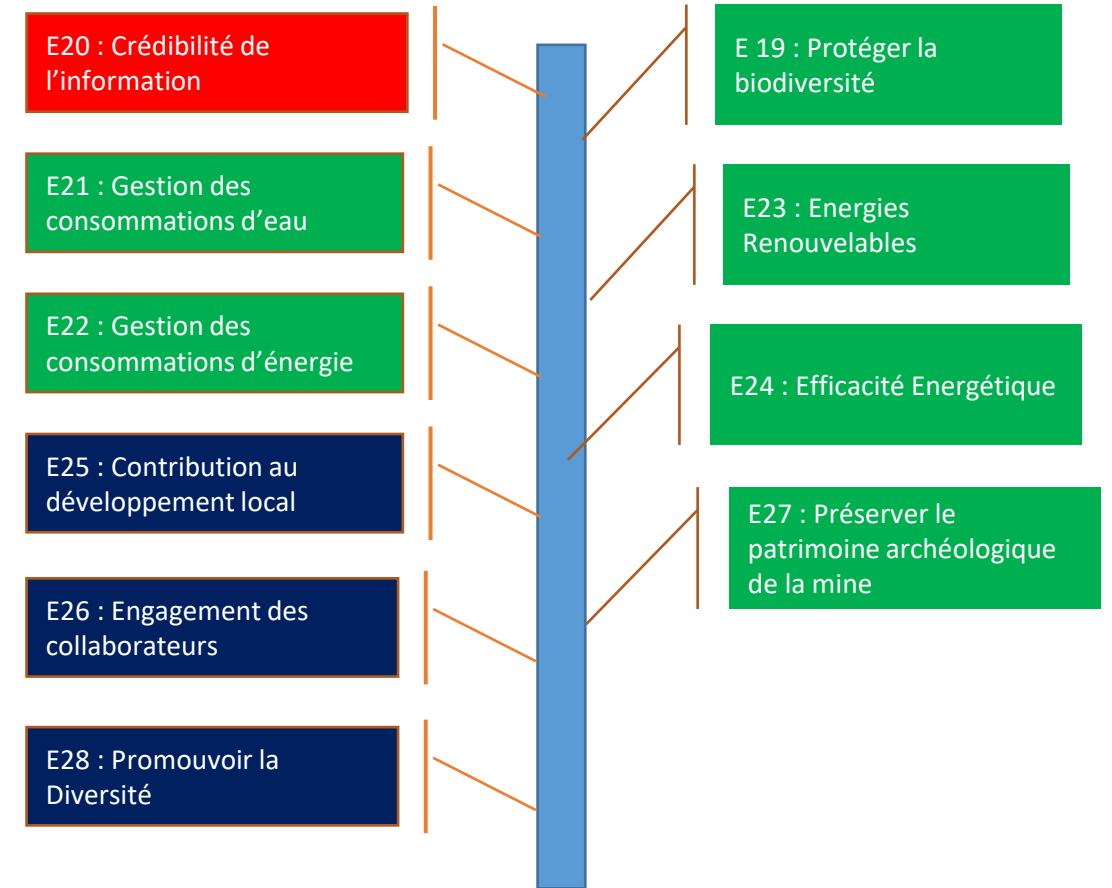 E20 : Crédibilité de
l’information
E21 : Gestion des
consommations d’eau
E22 : Gestion des
consommations d’énergie
E25 : Contribution au
développement local
E26 : Engagement des
collaborateurs
E28 : Promouvoir la
Diversité
E 19 : Protéger la
biodiversité
E23 : Energies
Renouvelables
E24 : Efficacité Energétique
E27 : Préserver le
patrimoine archéologique
de la mine